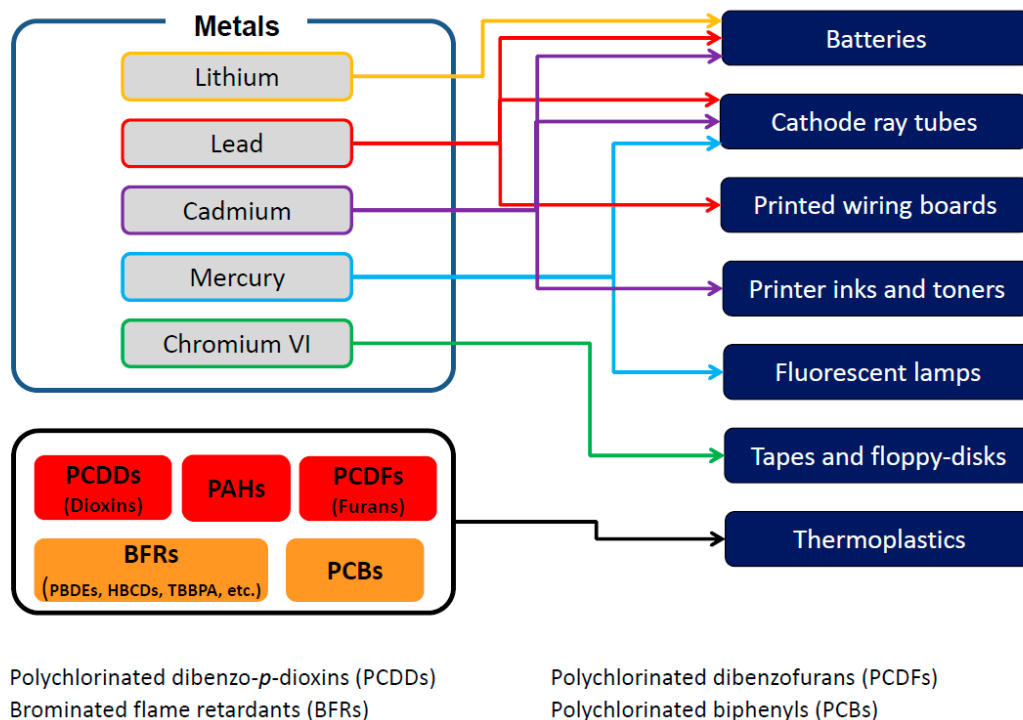 Metals
Lithium
Lead
Cadmium
Mercury
Chromium VI
Batteries
Cathode ray tubes
Printed wiring boards
Printer inks and toners
Fluorescent lamps
Tapes and floppy-disks
Thermoplastics
PCDDs
(Dioxins)
PAHs
PCDFs
(Furans)
BFRs
(PBDEs, HBCDs, TBBPA, etc.)
PCBs
Polychlorinated dibenzo-p-dioxins (PCDDs)
Brominated flame retardants (BFRs)
Polychlorinated dibenzofurans (PCDFs)
Polychlorinated biphenyls (PCBs)